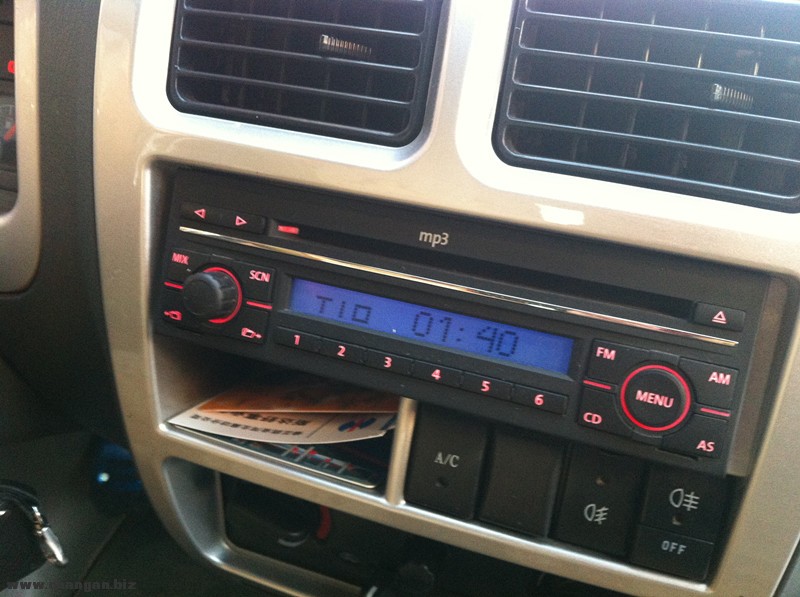 mp3
MIX
SCN
T10 01:40
1 2 3 4 5 6
FM
AM
MENU
CD
AS
A/C
OFF